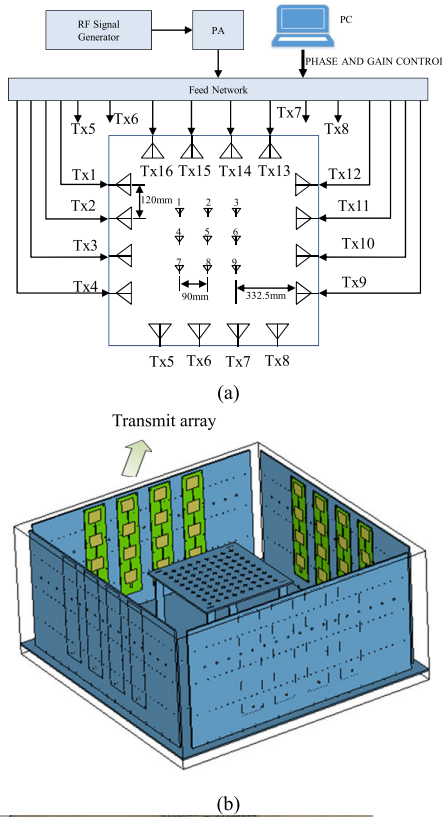 RF Signal
Generator
PA
PC
PHASE AND GAIN CONTROL
Feed Network
Tx5
Tx6
Tx7
Tx8
Tx16
Tx15
Tx14
Tx13
Tx1
Tx12
120mm
Tx2
Tx11
1
2
3
Tx3
4
5
6
Tx10
Tx4
7
8
9
Tx9
90mm
332.5mm
Tx5
Tx6
Tx7
Tx8
(a)
Transmit array
(b)